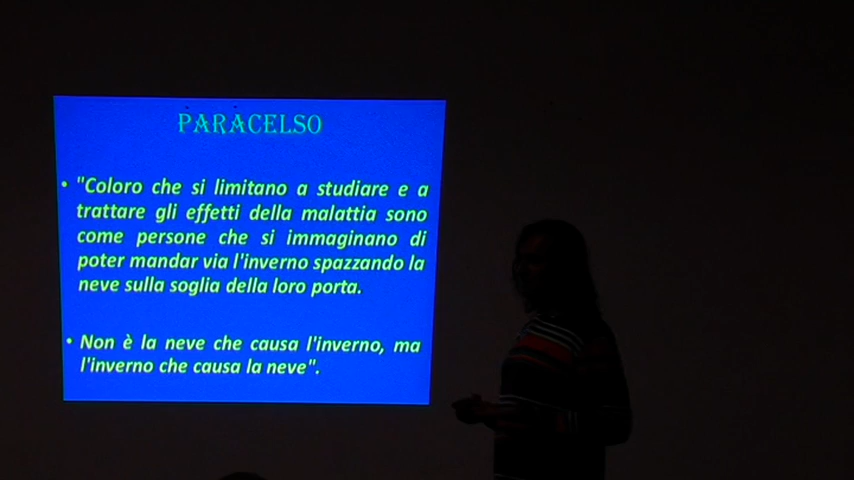 PARACELSO
• "Coloro che si limitano a studiare e a
trattare gli effetti della malattia sono
come persone che si immaginano di
poter mandar via l'inverno spazzando la
neve sulla soglia della loro porta.
• Non è la neve che causa l'inverno, ma
l'inverno che causa la neve".